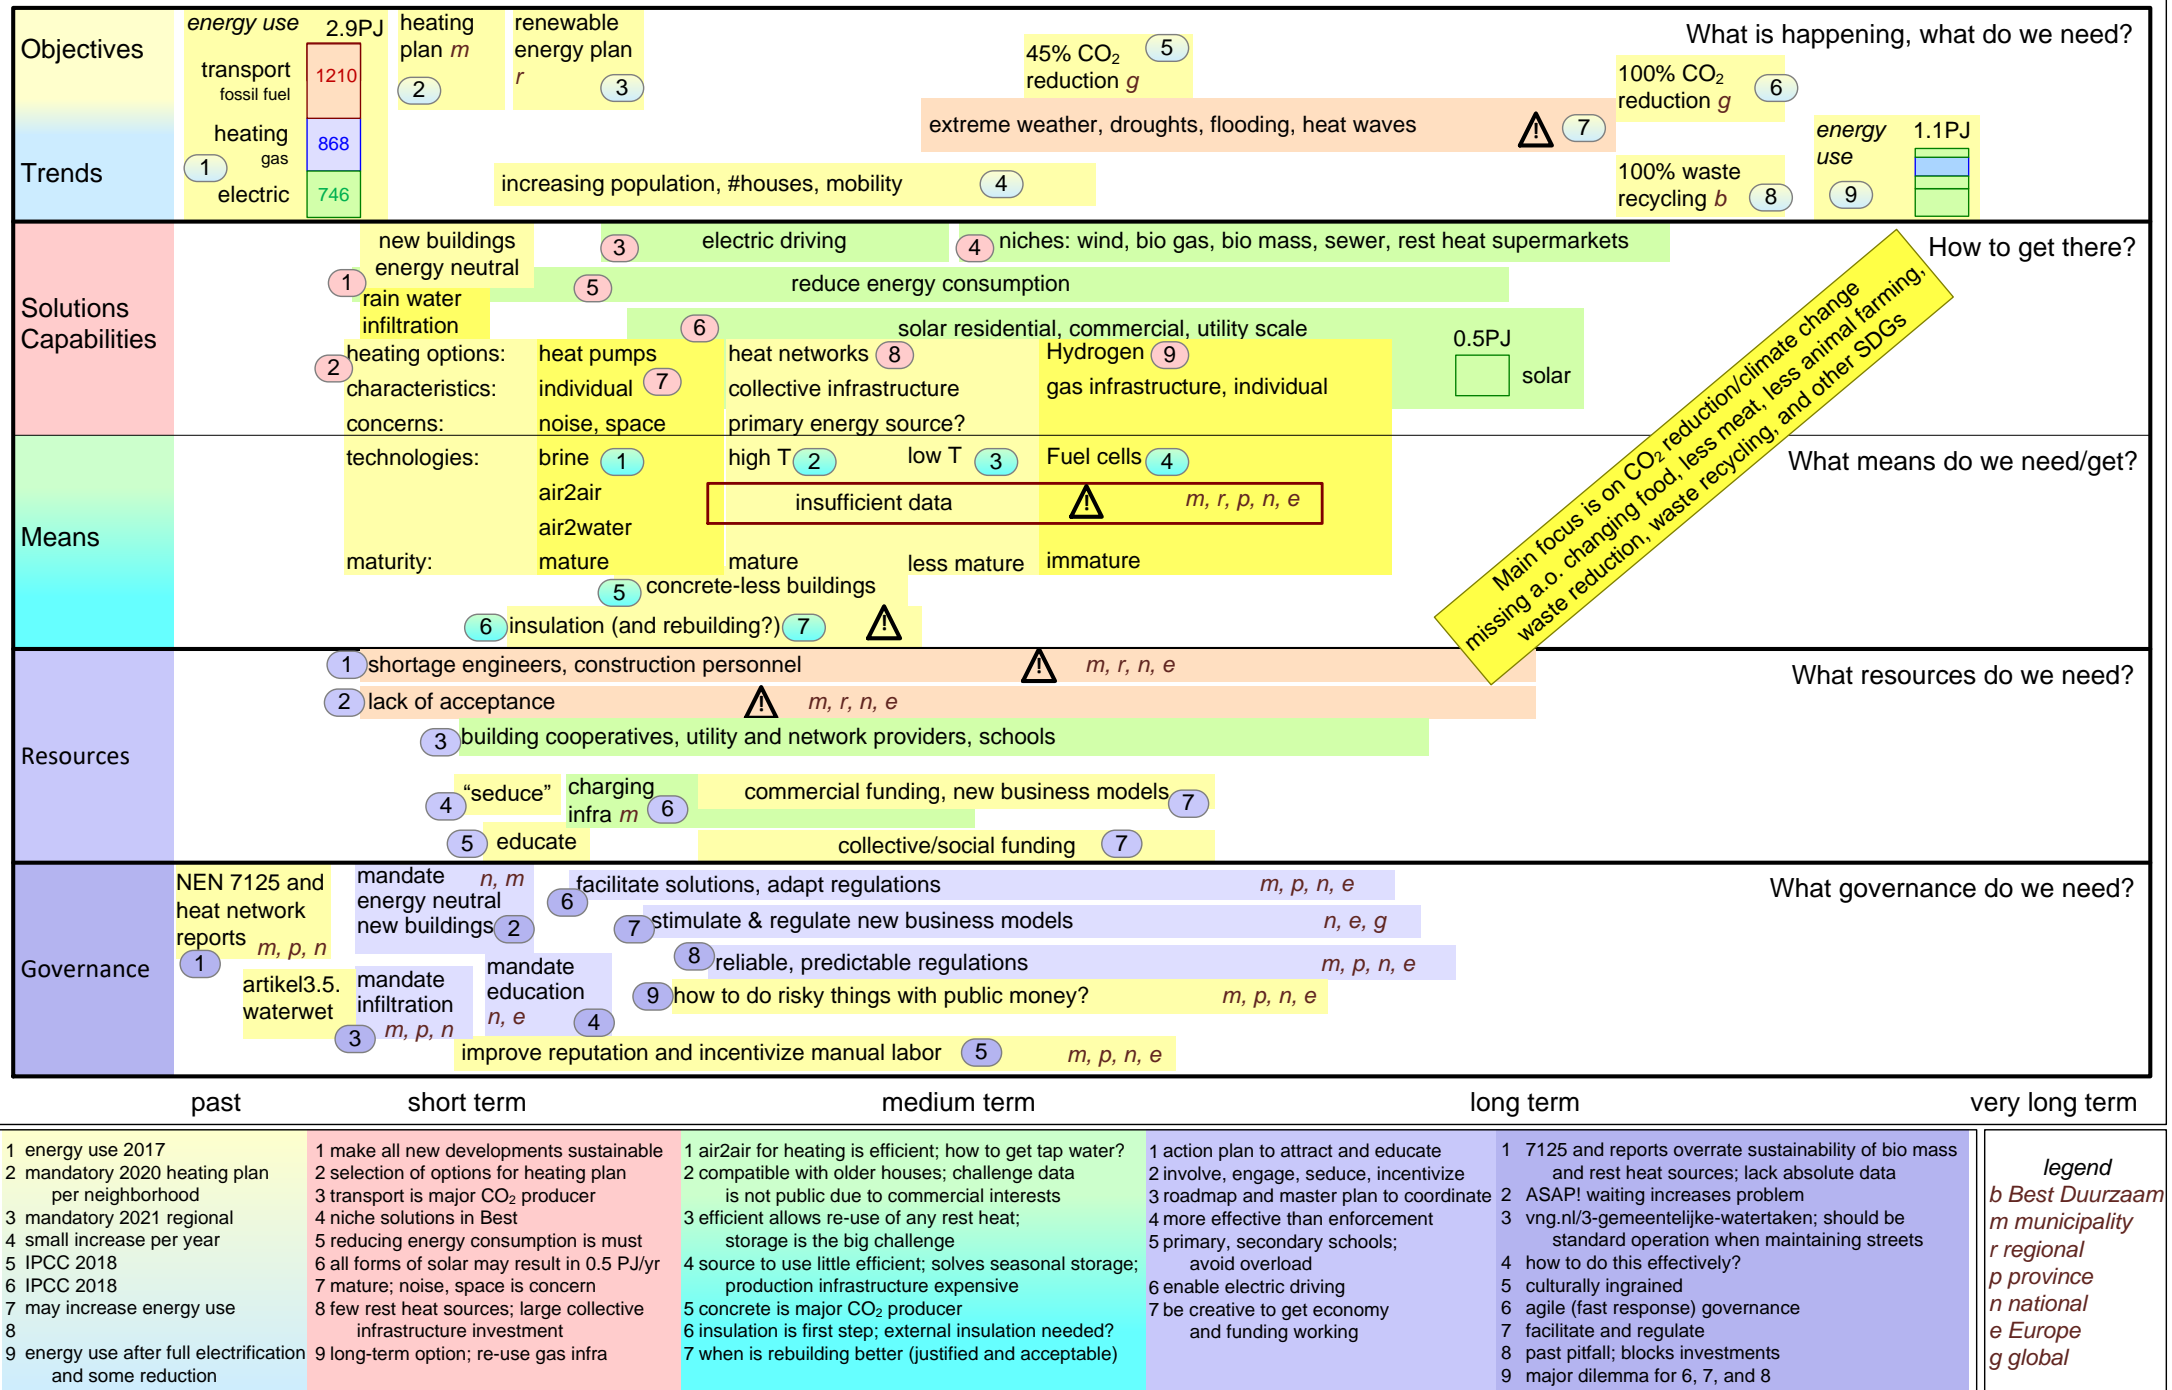 Objectives
Trends
energy use 2.9PJ
transport
fossil fuel
1210
heating
gas
868
1
electric
746
heating
plan m
2
renewable
energy plan
r
3
45% CO2
reduction g
5
What is happening, what do we need?
100% CO2
reduction g
6
extreme weather, droughts, flooding, heat waves
7
increasing population, #houses, mobility
4
100% waste
recycling b
8
energy
use
1.1PJ
9
Solutions
Capabilities
How to get there?
new buildings
energy neutral
1
rain water
infiltration
3 electric driving
4 niches: wind, bio gas, bio mass, sewer, rest heat supermarkets
5 reduce energy consumption
6 solar residential, commercial, utility scale
0.5PJ
solar
2 heating options: heat pumps heat networks 8 Hydrogen 9
characteristics: individual 7 collective infrastructure gas infrastructure, individual
concerns: noise, space primary energy source?
Means
What means do we need/get?
technologies: brine 1 high T 2 low T 3 Fuel cells 4
air2air
insufficient data m, r, p, n, e
air2water
maturity: mature mature less mature immature
5 concrete-less buildings
6 insulation (and rebuilding?) 7
Main focus is on CO2 reduction/climate change
missing a.o. changing food, less meat, less animal farming,
waste reduction, waste recycling, and other SDGs
Resources
What resources do we need?
1 shortage engineers, construction personnel m, r, n, e
2 lack of acceptance m, r, n, e
3 building cooperatives, utility and network providers, schools
4 “seduce”
charging
infra m 6
commercial funding, new business models 7
5 educate
collective/social funding 7
Governance
What governance do we need?
NEN 7125 and
heat network
reports m, p, n
1
mandate n, m
energy neutral
new buildings 2
6 facilitate solutions, adapt regulations m, p, n, e
7 stimulate & regulate new business models n, e, g
8 reliable, predictable regulations m, p, n, e
9 how to do risky things with public money? m, p, n, e
artikel3.5.
waterwet
mandate
infiltration
3 m, p, n
mandate
education
n, e
4
improve reputation and incentivize manual labor 5 m, p, n, e
past short term medium term long term very long term
1 energy use 2017
2 mandatory 2020 heating plan
per neighborhood
3 mandatory 2021 regional
4 small increase per year
5 IPCC 2018
6 IPCC 2018
7 may increase energy use
8
9 energy use after full electrification
and some reduction
1 make all new developments sustainable
2 selection of options for heating plan
3 transport is major CO2 producer
4 niche solutions in Best
5 reducing energy consumption is must
6 all forms of solar may result in 0.5 PJ/yr
7 mature; noise, space is concern
8 few rest heat sources; large collective
infrastructure investment
9 long-term option; re-use gas infra
1 air2air for heating is efficient; how to get tap water?
2 compatible with older houses; challenge data
is not public due to commercial interests
3 efficient allows re-use of any rest heat;
storage is the big challenge
4 source to use little efficient; solves seasonal storage;
production infrastructure expensive
5 concrete is major CO2 producer
6 insulation is first step; external insulation needed?
7 when is rebuilding better (justified and acceptable)
1 action plan to attract and educate
2 involve, engage, seduce, incentivize
3 roadmap and master plan to coordinate
4 more effective than enforcement
5 primary, secondary schools;
avoid overload
6 enable electric driving
7 be creative to get economy
and funding working
1 7125 and reports overrate sustainability of bio mass
and rest heat sources; lack absolute data
2 ASAP! waiting increases problem
3 vng.nl/3-gemeentelijke-watertaken; should be
standard operation when maintaining streets
4 how to do this effectively?
5 culturally ingrained
6 agile (fast response) governance
7 facilitate and regulate
8 past pitfall; blocks investments
9 major dilemma for 6, 7, and 8
legend
b Best Duurzaam
m municipality
r regional
p province
n national
e Europe
g global